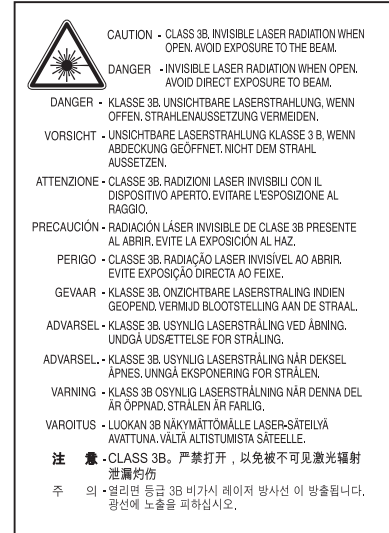 CAUTION - CLASS 3B. INVISIBLE LASER RADIATION WHEN
OPEN. AVOID EXPOSURE TO THE BEAM.
DANGER - INVISIBLE LASER RADIATION WHEN OPEN.
AVOID DIRECT EXPOSURE TO BEAM.
DANGER - KLASSE 3B. UNSICHTBARE LASERSTRAHLUNG, WENN
OFFEN. STRAHLENAUSSETZUNG VERMEIDEN.
VORSICHT - UNSICHTBARE LASERSTRAHLUNG KLASSE 3 B, WENN
ABDECKUNG GEÖFFNET. NICHT DEM STRAHL
AUSSETZEN.
ATTENZIONE - CLASSE 3B. RADIZIONI LASER INVISBILI CON IL
DISPOSITIVO APERTO. EVITARE L'ESPOSIZIONE AL
RAGGIO.
PRECAUCIÓN - RADIACIÓN LÁSER INVISIBLE DE CLASE 3B PRESENTE
AL ABRIR. EVITE LA EXPOSICIÓN AL HAZ.
PERIGO - CLASSE 3B. RADIAÇÃO LASER INVISÍVEL AO ABRIR.
EVITE EXPOSIÇÃO DIRECTA AO FEIXE.
GEVAAR - KLASSE 3B. ONZICHTBARE LASERSTRALING INDIEN
GEOPEND. VERMIJD BLOOTSTELLING AAN DE STRAAL.
ADVARSEL - KLASSE 3B. USYNLIG LASERSTRÅLING VED ÅBNING.
UNDGÅ UDSÆTTELSE FOR STRÅLING.
ADVARSEL. - KLASSE 3B. USYNLIG LASERSTRÅLING NÅR DEKSEL
ÅPNES. UNNGÅ EKSPONERING FOR STRÅLEN.
VARNING - KLASS 3B OSYNLIG LASERSTRÅLNING NÄR DENNA DEL
ÄR ÖPPNAD. STRÅLEN ÄR FARLIG.
VAROITUS - LUOKAN 3B NÄKYMÄTTÖMÄLLE LASER-SÄTEILYÄ
AVATTUNA. VÄLTÄ ALTISTUMISTA SÄTEELLE.
注 意 - CLASS 3B。严禁打开，以免被不可见激光辐射
泄漏灼伤
주 의 - 열리면 등급 3B 비가시 레이저 방사선 이 방출됩니다.
광선에 노출을 피하십시오.